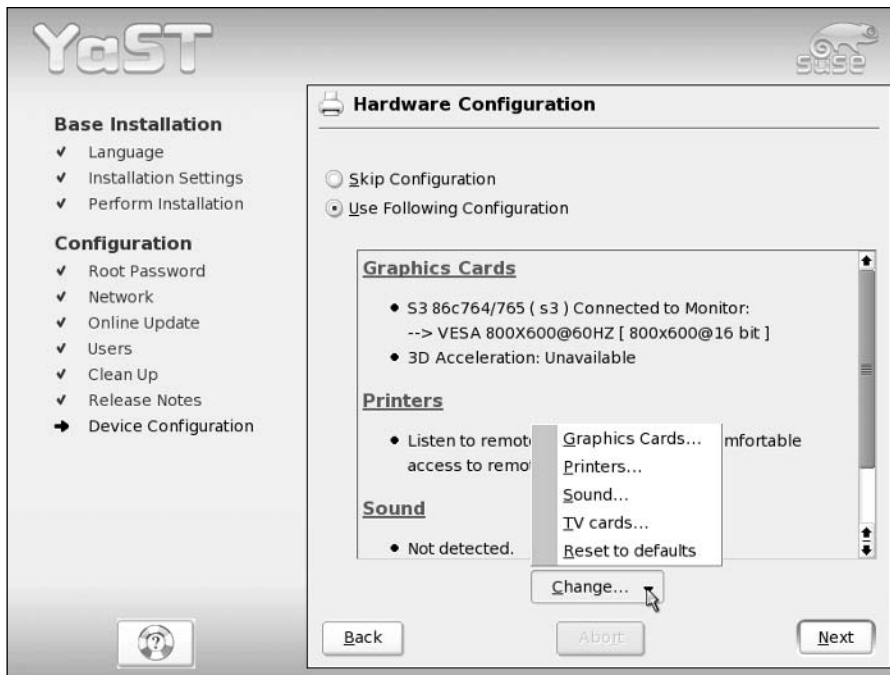 YaST
SUSE
Base Installation
Language
Installation Settings
Perform Installation
Configuration
Root Password
Network
Online Update
Users
Clean Up
Release Notes
Device Configuration
Hardware Configuration
Skip Configuration
Use Following Configuration
Graphics Cards
• S3 86c764/765 ( s3 ) Connected to Monitor:
--> VESA 800X600@60HZ [ 800x600@16 bit ]
• 3D Acceleration: Unavailable
Printers
• Listen to remot mfortable
access to remo
Sound
• Not detected.
Graphics Cards...
Printers...
Sound...
TV cards...
Reset to defaults
Change...
Back
Abort
Next